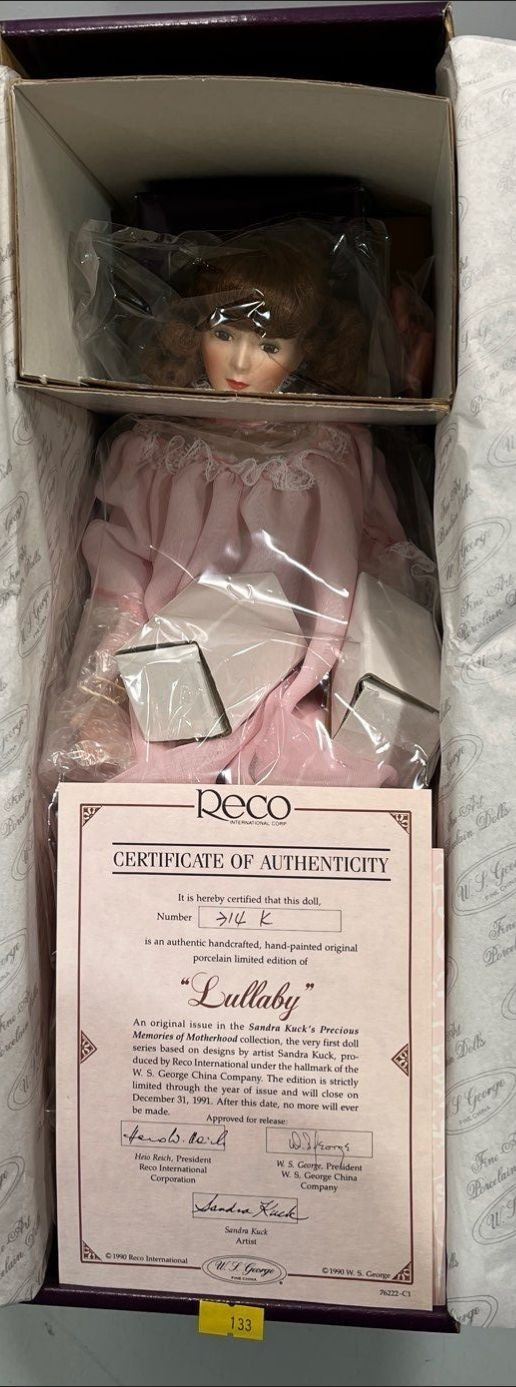 Reco
INTERNATIONAL CORP
CERTIFICATE OF AUTHENTICITY
It is hereby certified that this doll,
Number 314 K
is an authentic handcrafted, hand-painted original
porcelain limited edition of
"Lullaby"
An original issue in the Sandra Kuck's Precious
Memories of Motherhood collection, the very first doll
series based on designs by artist Sandra Kuck, pro-
duced by Reco International under the hallmark of the
W. S. George China Company. The edition is strictly
limited through the year of issue and will close on
December 31, 1991. After this date, no more will ever
be made.
Approved for release:
Heio W. Reich
W. S. George
Heio Reich, President
Reco International
Corporation
W. S. George, President
W. S. George China
Company
Sandra Kuck
Sandra Kuck
Artist
© 1990 Reco International
W. S. George
FINE CHINA
© 1990 W. S. George
76222-C1
133